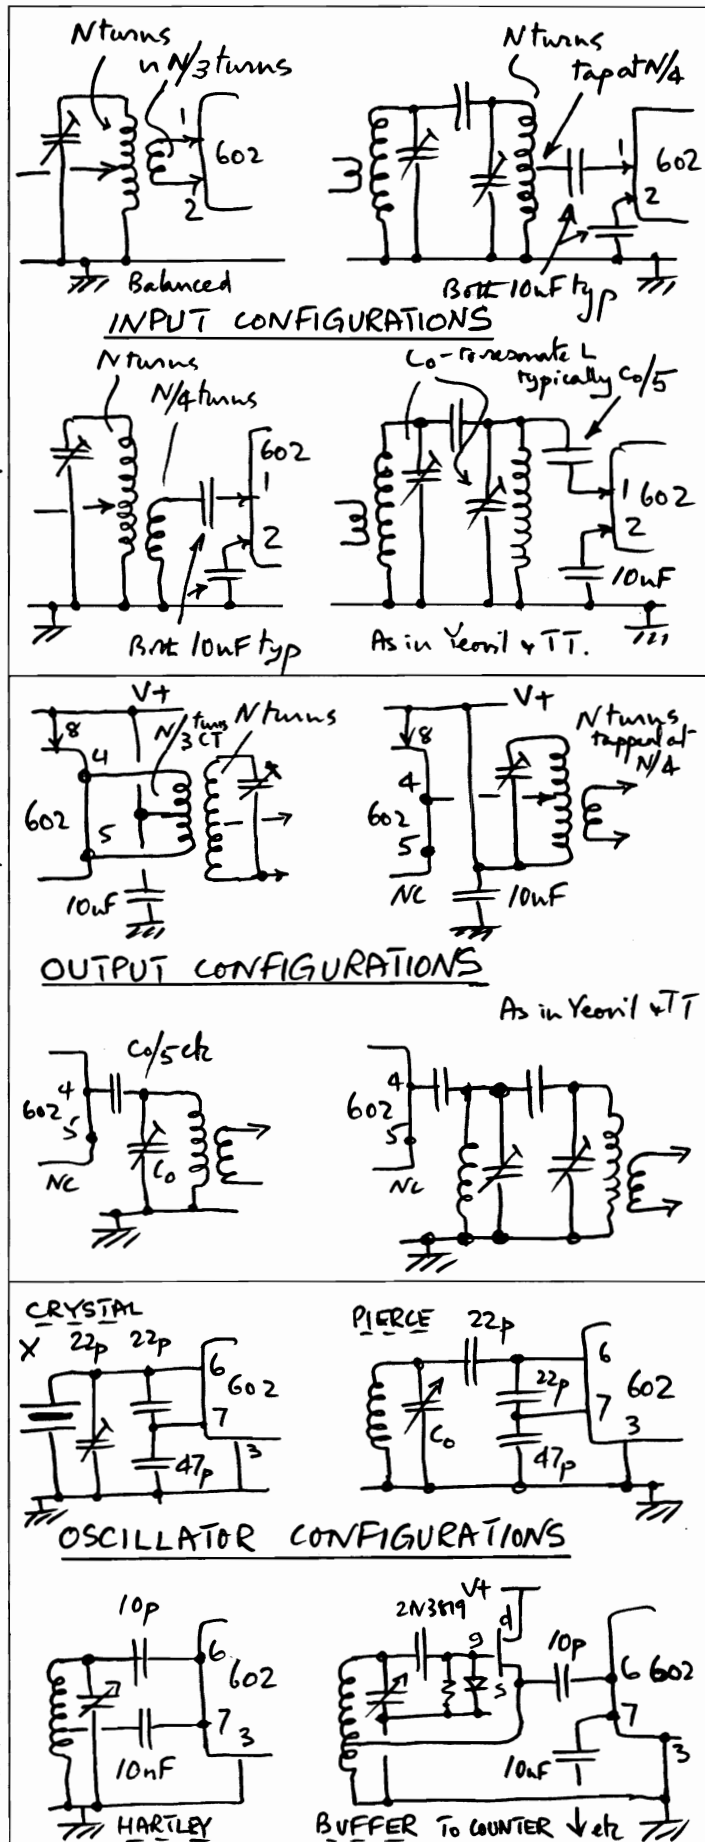 N turns
N/3 turns
1
602
2
Balanced
N turns
tap at N/4
1
602
2
Both 10nF typ
INPUT CONFIGURATIONS
N turns
N/4 turns
602
1
2
Both 10nF typ
Co - to resonate L
typically Co/5
1
602
2
10nF
As in Yeovil & TT.
V+
8
4
N/3 turns CT
N turns
602
5
10nF
V+
8
4
N turns
tapped at
N/4
602
5
NC
10nF
OUTPUT CONFIGURATIONS
Co/5 etc
4
602
5
Co
NC
As in Yeovil & TT
4
602
5
NC
CRYSTAL
X 22p 22p
6
602
7
3
47p
PIERCE
22p
6
22p
602
7
3
Co
47p
OSCILLATOR CONFIGURATIONS
10p
6
602
7
3
10nF
HARTLEY
V+
2N3819
g
d
s
10p
6 602
7
3
10nF
BUFFER TO COUNTER ↓ etc